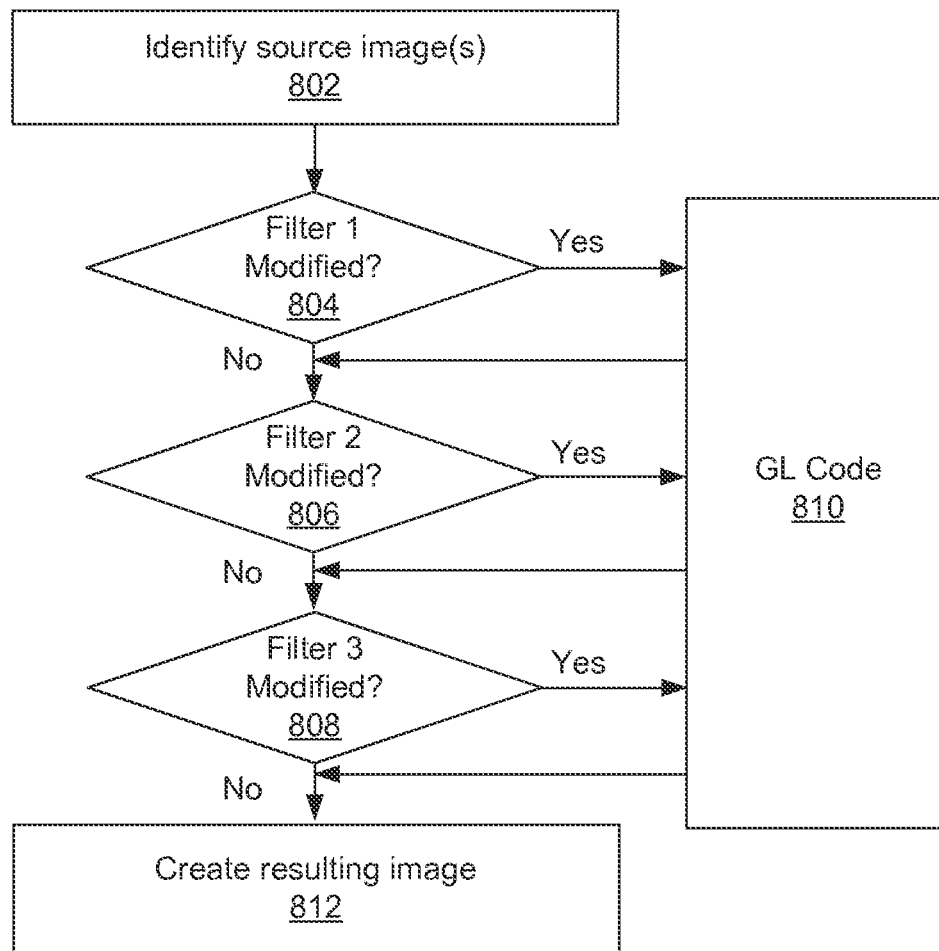 Identify source image(s)
802
Filter 1
Modified?
804
Yes
No
Filter 2
Modified?
806
Yes
GL Code
810
No
Filter 3
Modified?
808
Yes
No
Create resulting image
812